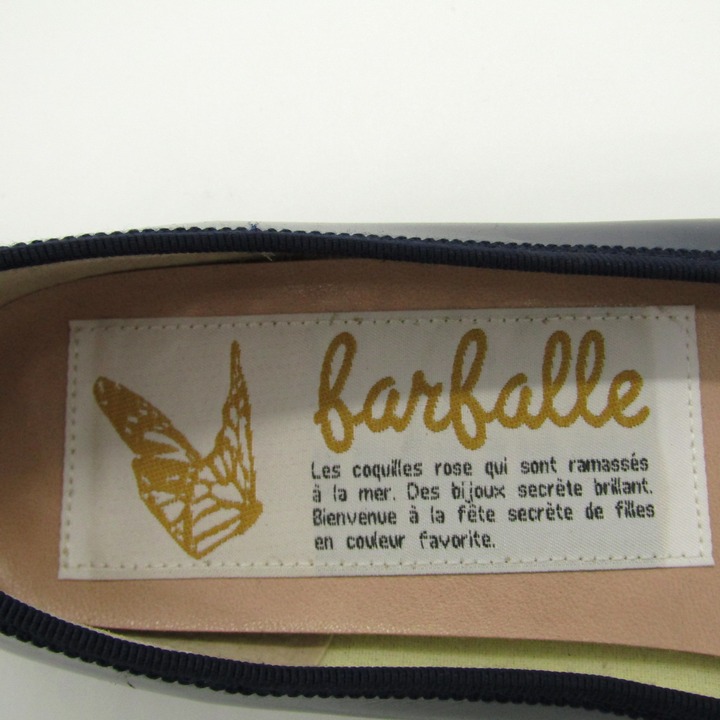 farfalle
Les coquilles rose qui sont ramassés
à la mer. Des bijoux secrète brillant.
Bienvenue à la fête secrète de filles
en couleur favorite.